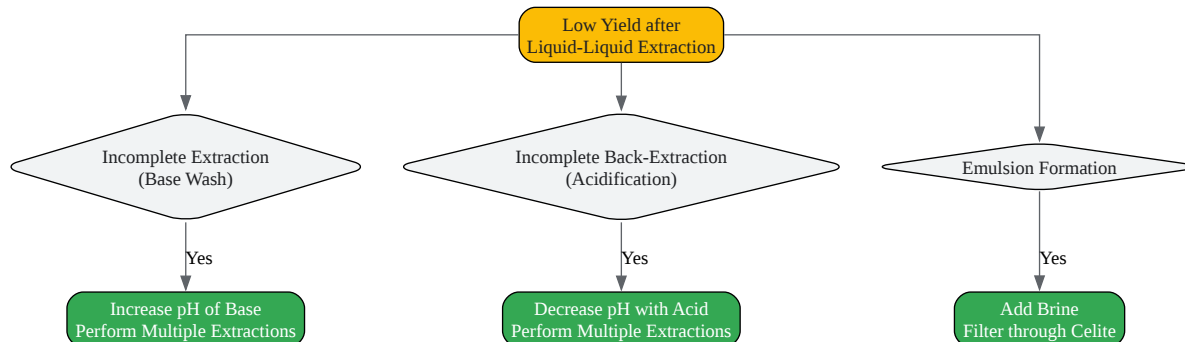 Low Yield after
Liquid-Liquid Extraction
Incomplete Extraction
(Base Wash)
Incomplete Back-Extraction
(Acidification)
Emulsion Formation
Yes
Yes
Yes
Increase pH of Base
Perform Multiple Extractions
Decrease pH with Acid
Perform Multiple Extractions
Add Brine
Filter through Celite